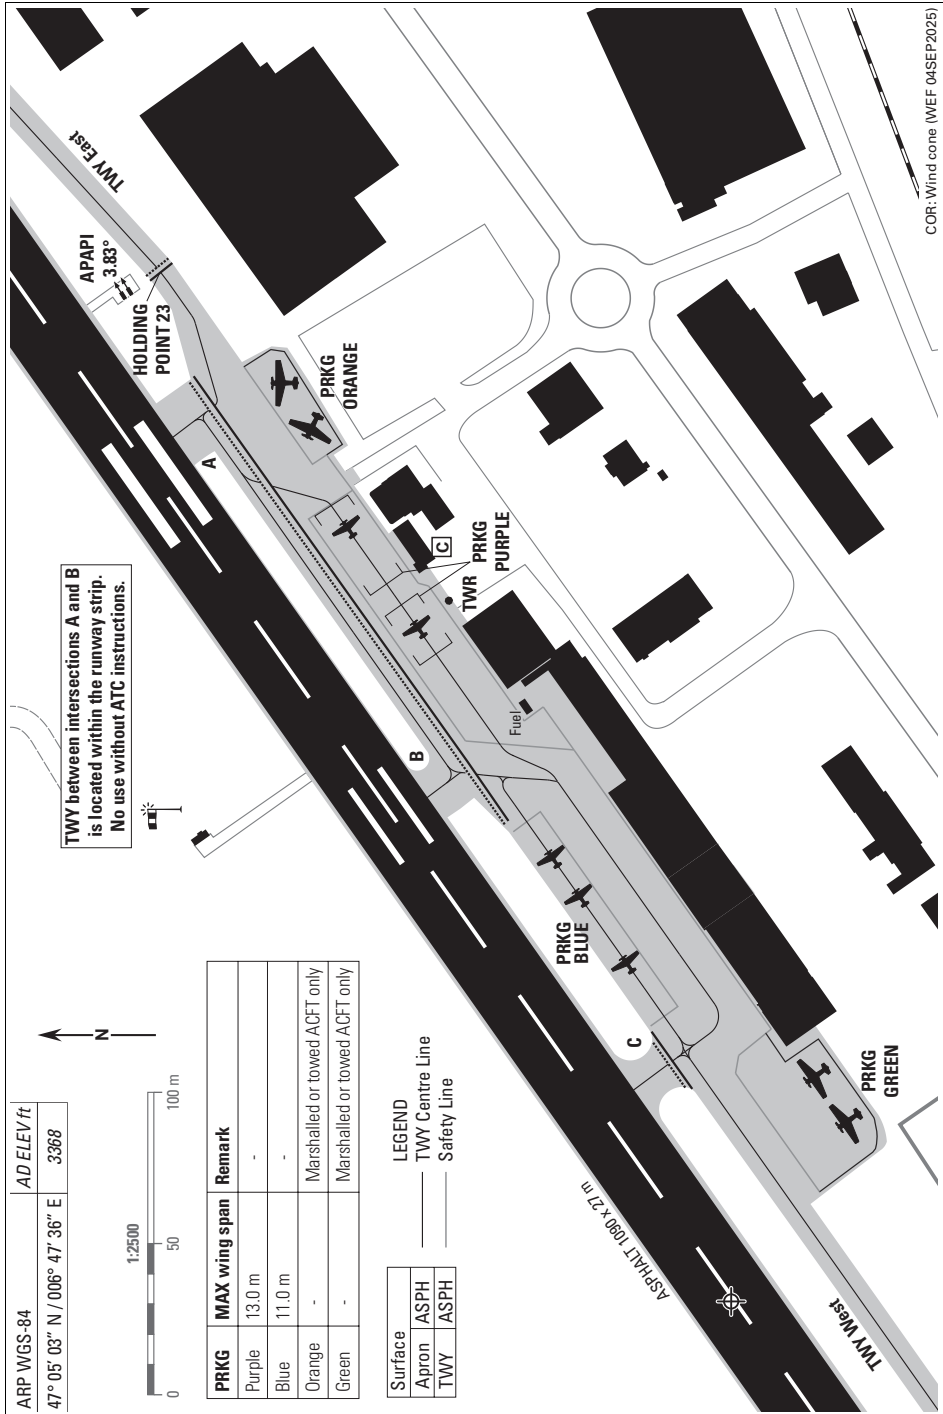 ARP WGS-84
AD ELEV ft
47° 05' 03" N / 006° 47' 36" E
3368
1:2500
0
50
100 m
N
PRKG MAX wing span Remark
Purple 13.0 m -
Blue 11.0 m -
Orange - Marshalled or towed ACFT only
Green - Marshalled or towed ACFT only
Surface
Apron ASPH
TWY ASPH
LEGEND
TWY Centre Line
Safety Line
TWY between intersections A and B
is located within the runway strip.
No use without ATC instructions.
TWY East
APAPI
3.83°
HOLDING
POINT 23
PRKG
ORANGE
A
C
PRKG
PURPLE
TWR
B
Fuel
PRKG
BLUE
C
PRKG
GREEN
ASPHALT 1090 x 27 m
TWY West
COR: Wind cone (WEF 04SEP2025)